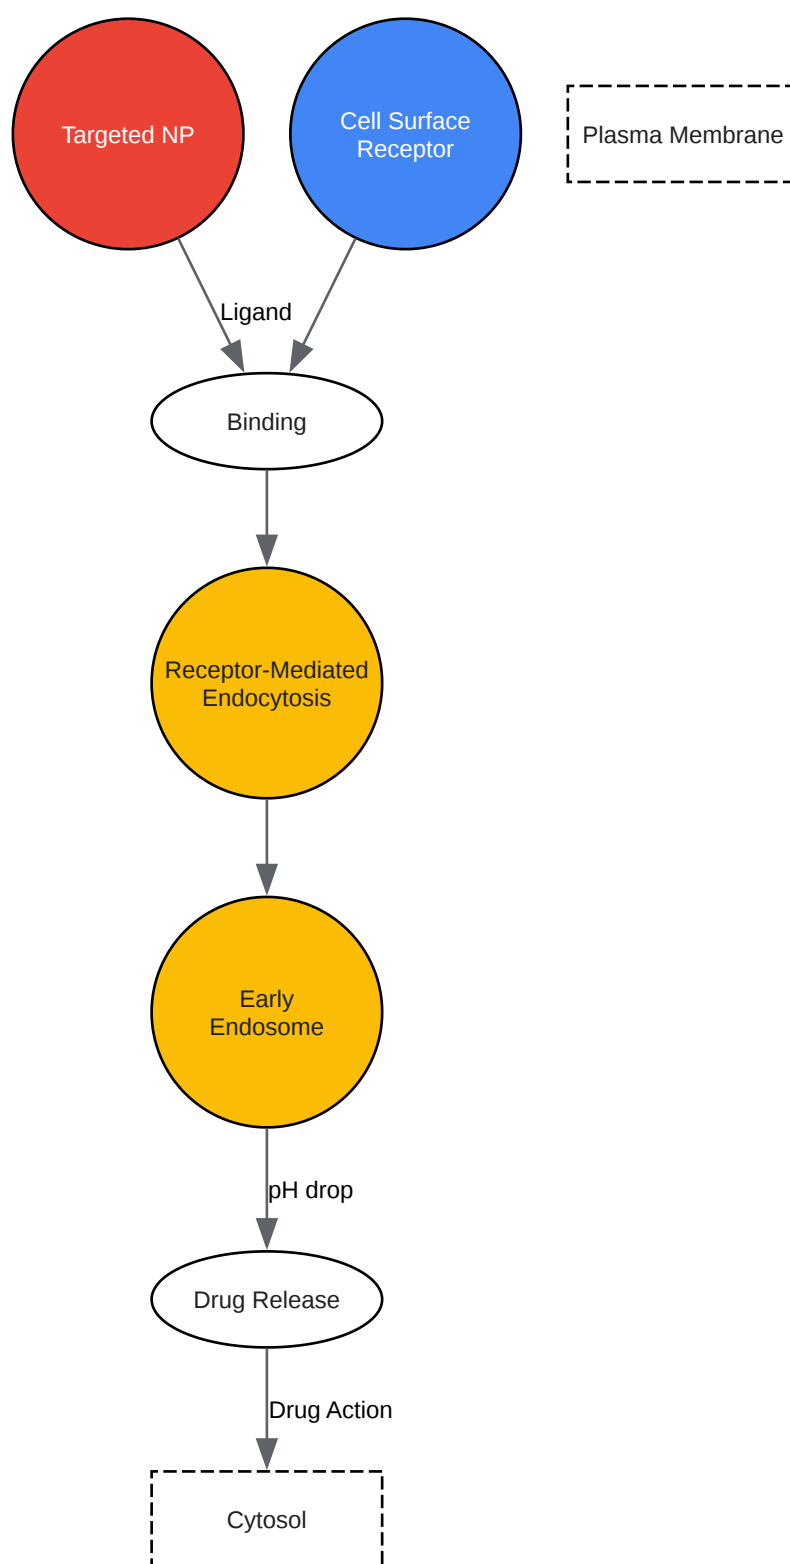 Targeted NP
Cell Surface
Receptor
Plasma Membrane
Ligand
Binding
Receptor-Mediated
Endocytosis
Early
Endosome
pH drop
Drug Release
Drug Action
Cytosol